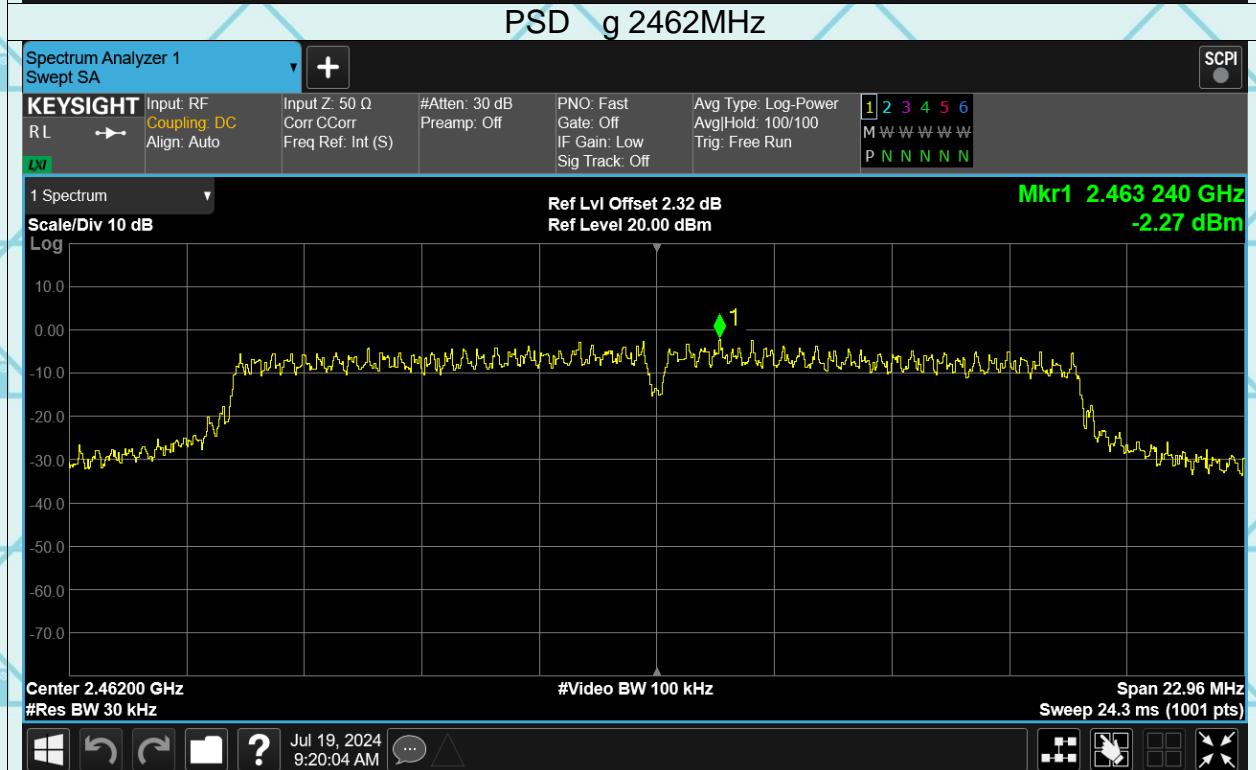 PSD g 2462MHz
Spectrum Analyzer 1
Swept SA
SCPI
KEYSIGHT
R L
LXI
Input: RF
Coupling: DC
Align: Auto
Input Z: 50 Ω
Corr CCorr
Freq Ref: Int (S)
#Atten: 30 dB
Preamp: Off
PNO: Fast
Gate: Off
IF Gain: Low
Sig Track: Off
Avg Type: Log-Power
Avg|Hold: 100/100
Trig: Free Run
1 2 3 4 5 6
M W W W W W
P N N N N N
1 Spectrum
Scale/Div 10 dB
Ref Lvl Offset 2.32 dB
Ref Level 20.00 dBm
Mkr1 2.463 240 GHz
-2.27 dBm
Log
10.0
0.00
-10.0
-20.0
-30.0
-40.0
-50.0
-60.0
-70.0
1
Center 2.46200 GHz
#Res BW 30 kHz
#Video BW 100 kHz
Span 22.96 MHz
Sweep 24.3 ms (1001 pts)
?
Jul 19, 2024
9:20:04 AM